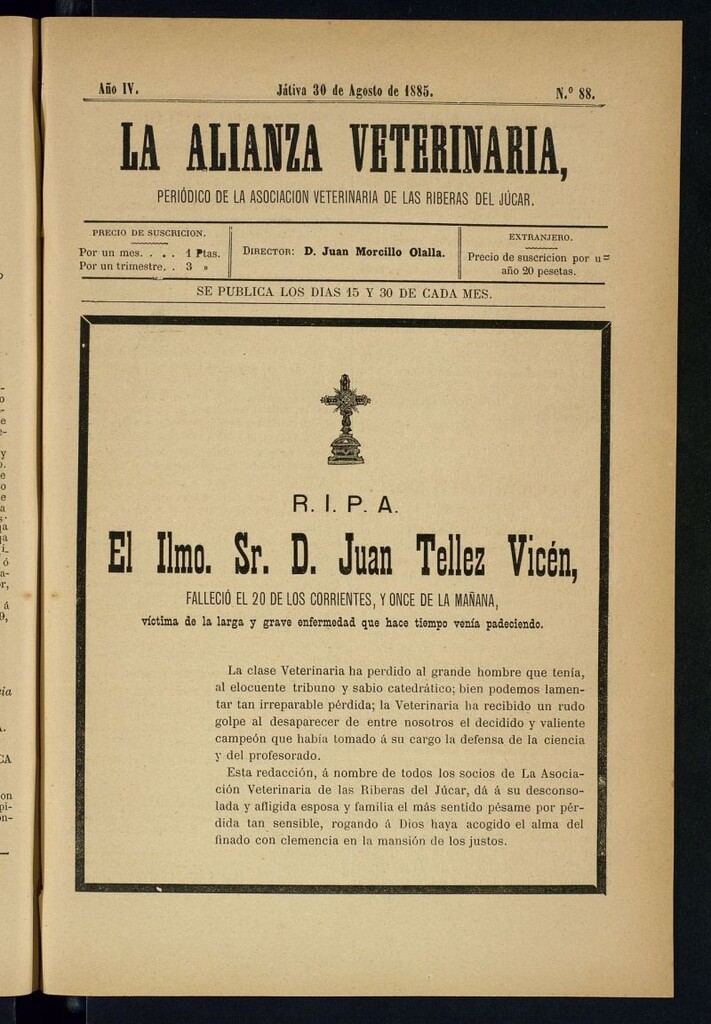 Año IV.
Játiva 30 de Agosto de 1885.
N.º 88.
LA ALIANZA VETERINARIA,
PERIÓDICO DE LA ASOCIACION VETERINARIA DE LAS RIBERAS DEL JÚCAR.
PRECIO DE SUSCRICION.
Por un mes. . . . 1 Ptas.
Por un trimestre. . 3 »
DIRECTOR: D. Juan Morcillo Olalla.
EXTRANJERO.
Precio de suscricion por u=
año 20 pesetas.
SE PUBLICA LOS DIAS 15 Y 30 DE CADA MES.
R. I. P. A.
El Ilmo. Sr. D. Juan Tellez Vicén,
FALLECIÓ EL 20 DE LOS CORRIENTES, Y ONCE DE LA MAÑANA,
víctima de la larga y grave enfermedad que hace tiempo venía padeciendo.
La clase Veterinaria ha perdido al grande hombre que tenía,
al elocuente tribuno y sabio catedrático; bien podemos lamen-
tar tan irreparable pérdida; la Veterinaria ha recibido un rudo
golpe al desaparecer de entre nosotros el decidido y valiente
campeón que había tomado á su cargo la defensa de la ciencia
y del profesorado.
Esta redacción, á nombre de todos los socios de La Asocia-
ción Veterinaria de las Riberas del Júcar, dá á su desconso-
lada y afligida esposa y familia el más sentido pésame por pér-
dida tan sensible, rogando á Dios haya acogido el alma del
finado con clemencia en la mansión de los justos.